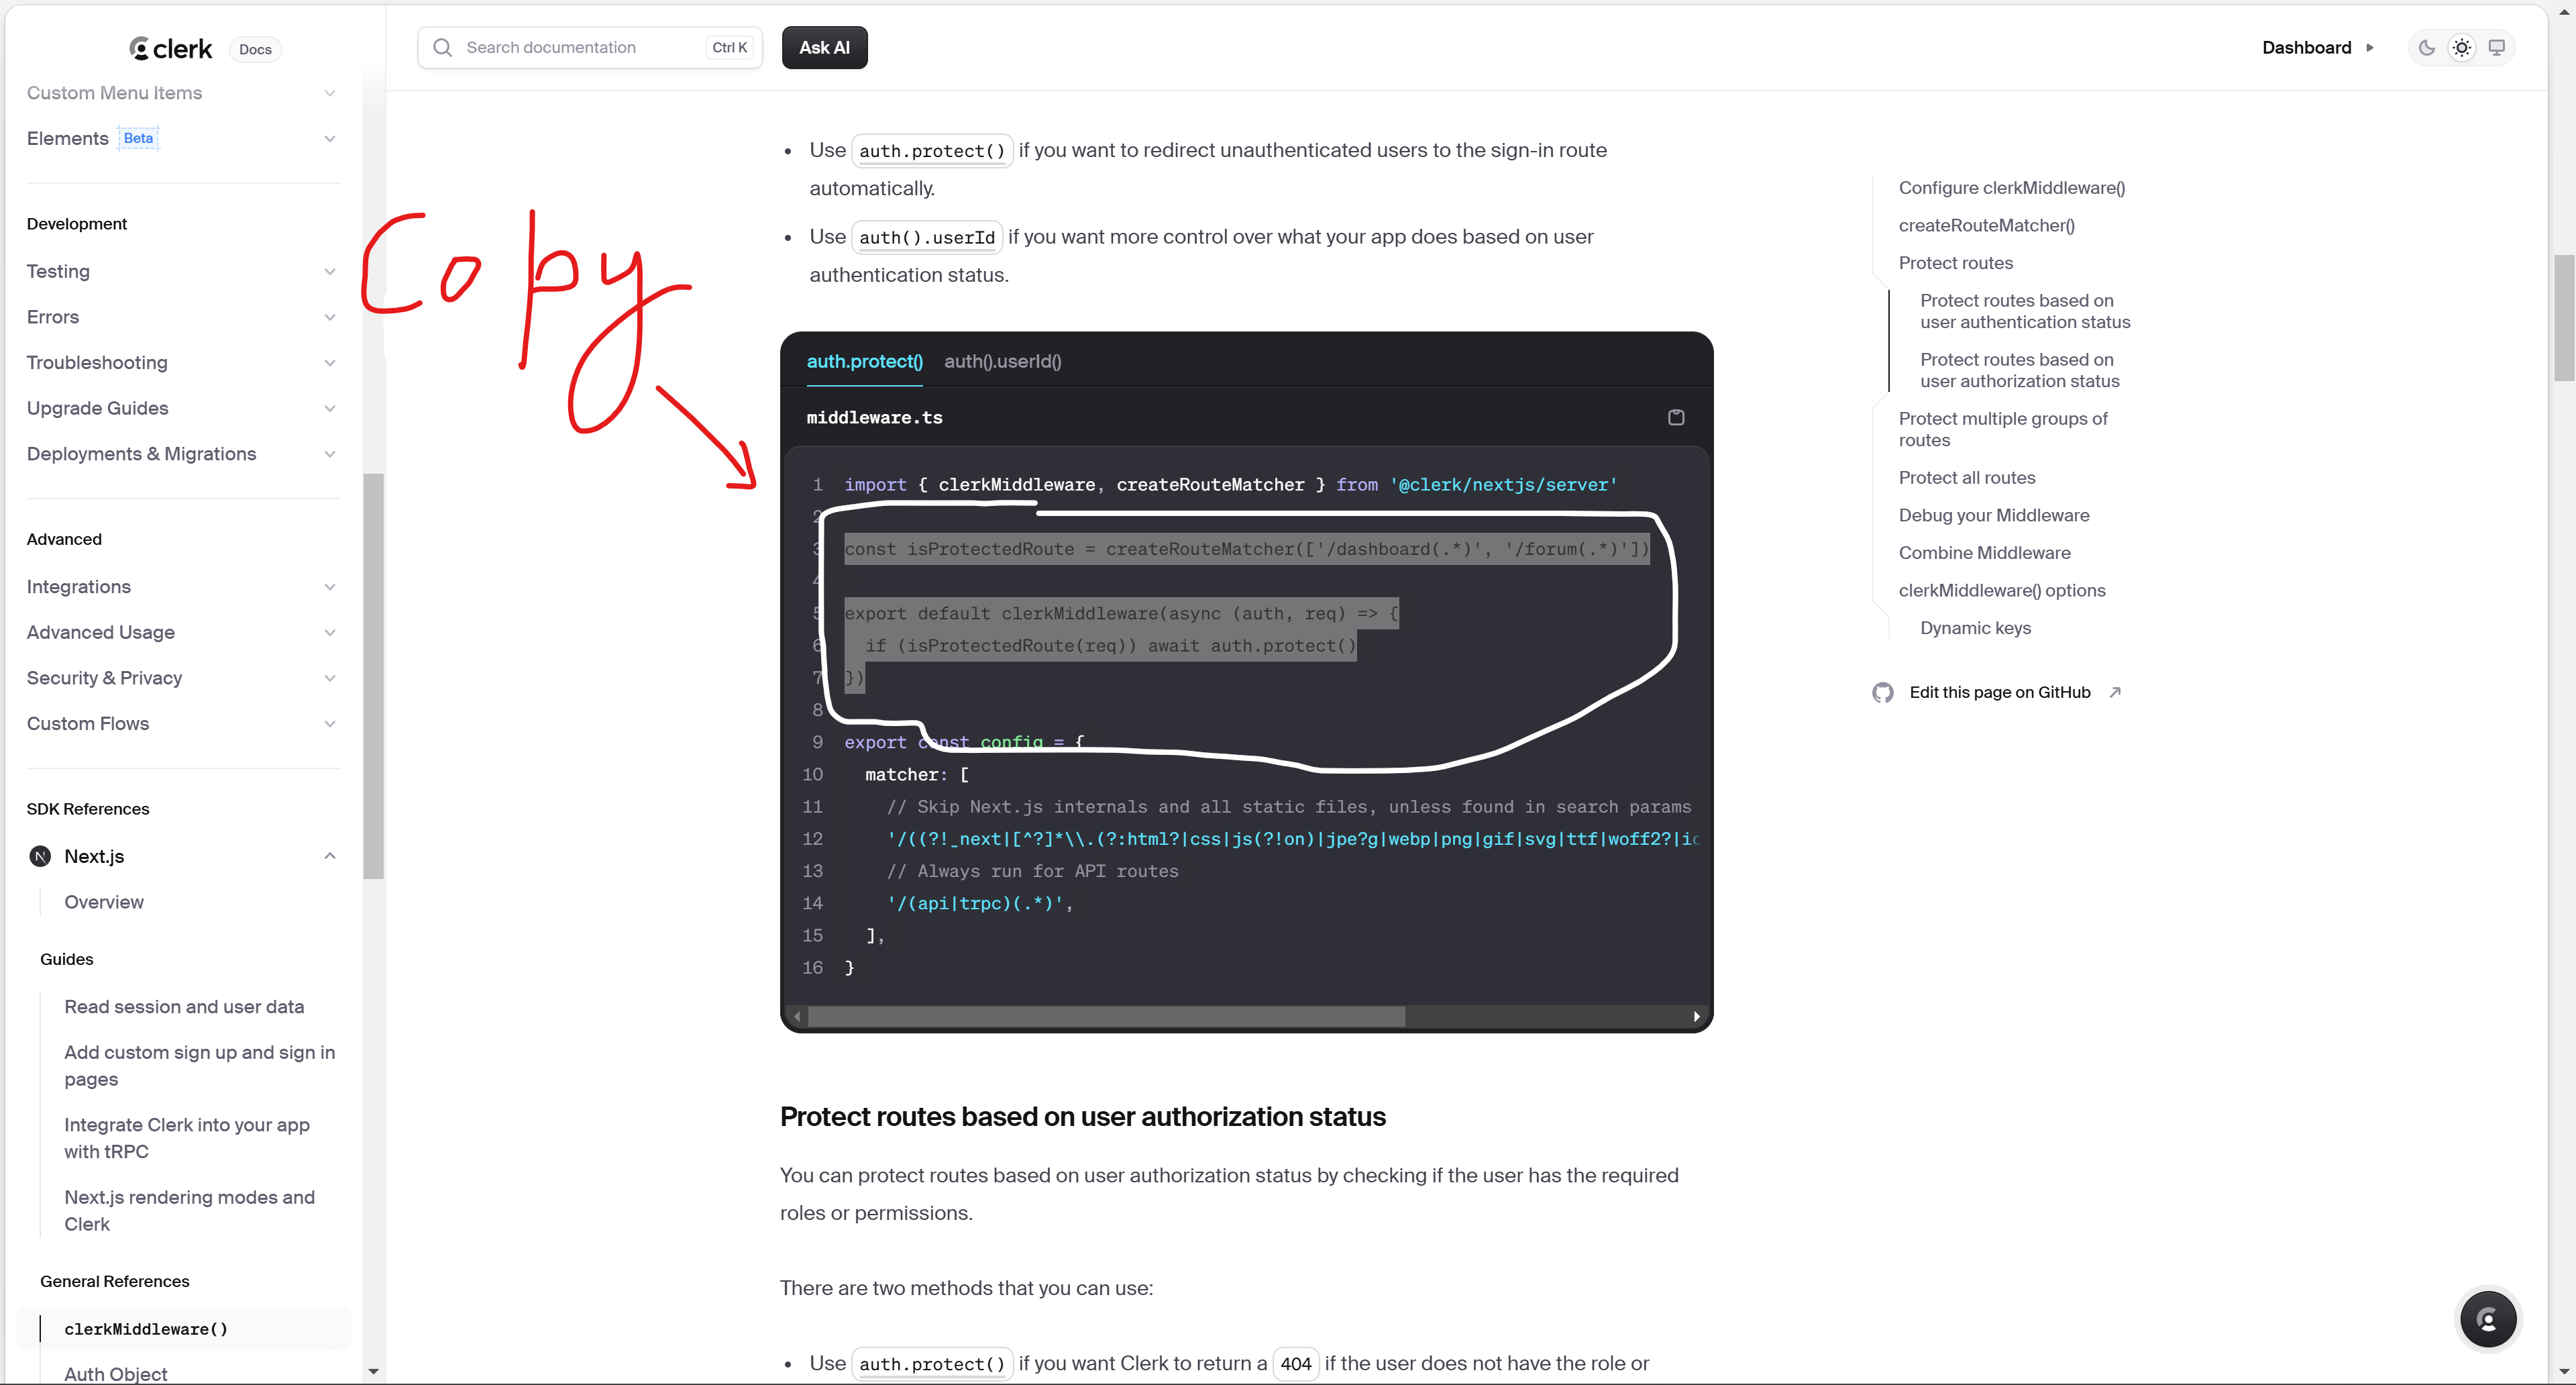 clerk Docs
Search documentation Ctrl K
Ask AI
Dashboard
Custom Menu Items
Elements Beta
Development
Testing
Errors
Troubleshooting
Upgrade Guides
Deployments & Migrations
Advanced
Integrations
Advanced Usage
Security & Privacy
Custom Flows
SDK References
Next.js
Overview
Guides
Read session and user data
Add custom sign up and sign in
pages
Integrate Clerk into your app
with tRPC
Next.js rendering modes and
Clerk
General References
clerkMiddleware()
Auth Object
Copy
• Use auth.protect() if you want to redirect unauthenticated users to the sign-in route
automatically.
• Use auth().userId if you want more control over what your app does based on user
authentication status.
auth.protect() auth().userId()
middleware.ts
1 import { clerkMiddleware, createRouteMatcher } from '@clerk/nextjs/server'
2
3 const isProtectedRoute = createRouteMatcher(['/dashboard(.*)', '/forum(.*)'])
4
5 export default clerkMiddleware(async (auth, req) => {
6 if (isProtectedRoute(req)) await auth.protect()
7 })
8
9 export const config = {
10 matcher: [
11 // Skip Next.js internals and all static files, unless found in search params
12 '/((?!_next|[^?]*\\.(?:html?|css|js(?!on)|jpe?g|webp|png|gif|svg|ttf|woff2?|ic
13 // Always run for API routes
14 '/(api|trpc)(.*)',
15 ],
16 }
Protect routes based on user authorization status
You can protect routes based on user authorization status by checking if the user has the required
roles or permissions.
There are two methods that you can use:
• Use auth.protect() if you want Clerk to return a 404 if the user does not have the role or
Configure clerkMiddleware()
createRouteMatcher()
Protect routes
Protect routes based on
user authentication status
Protect routes based on
user authorization status
Protect multiple groups of
routes
Protect all routes
Debug your Middleware
Combine Middleware
clerkMiddleware() options
Dynamic keys
Edit this page on GitHub